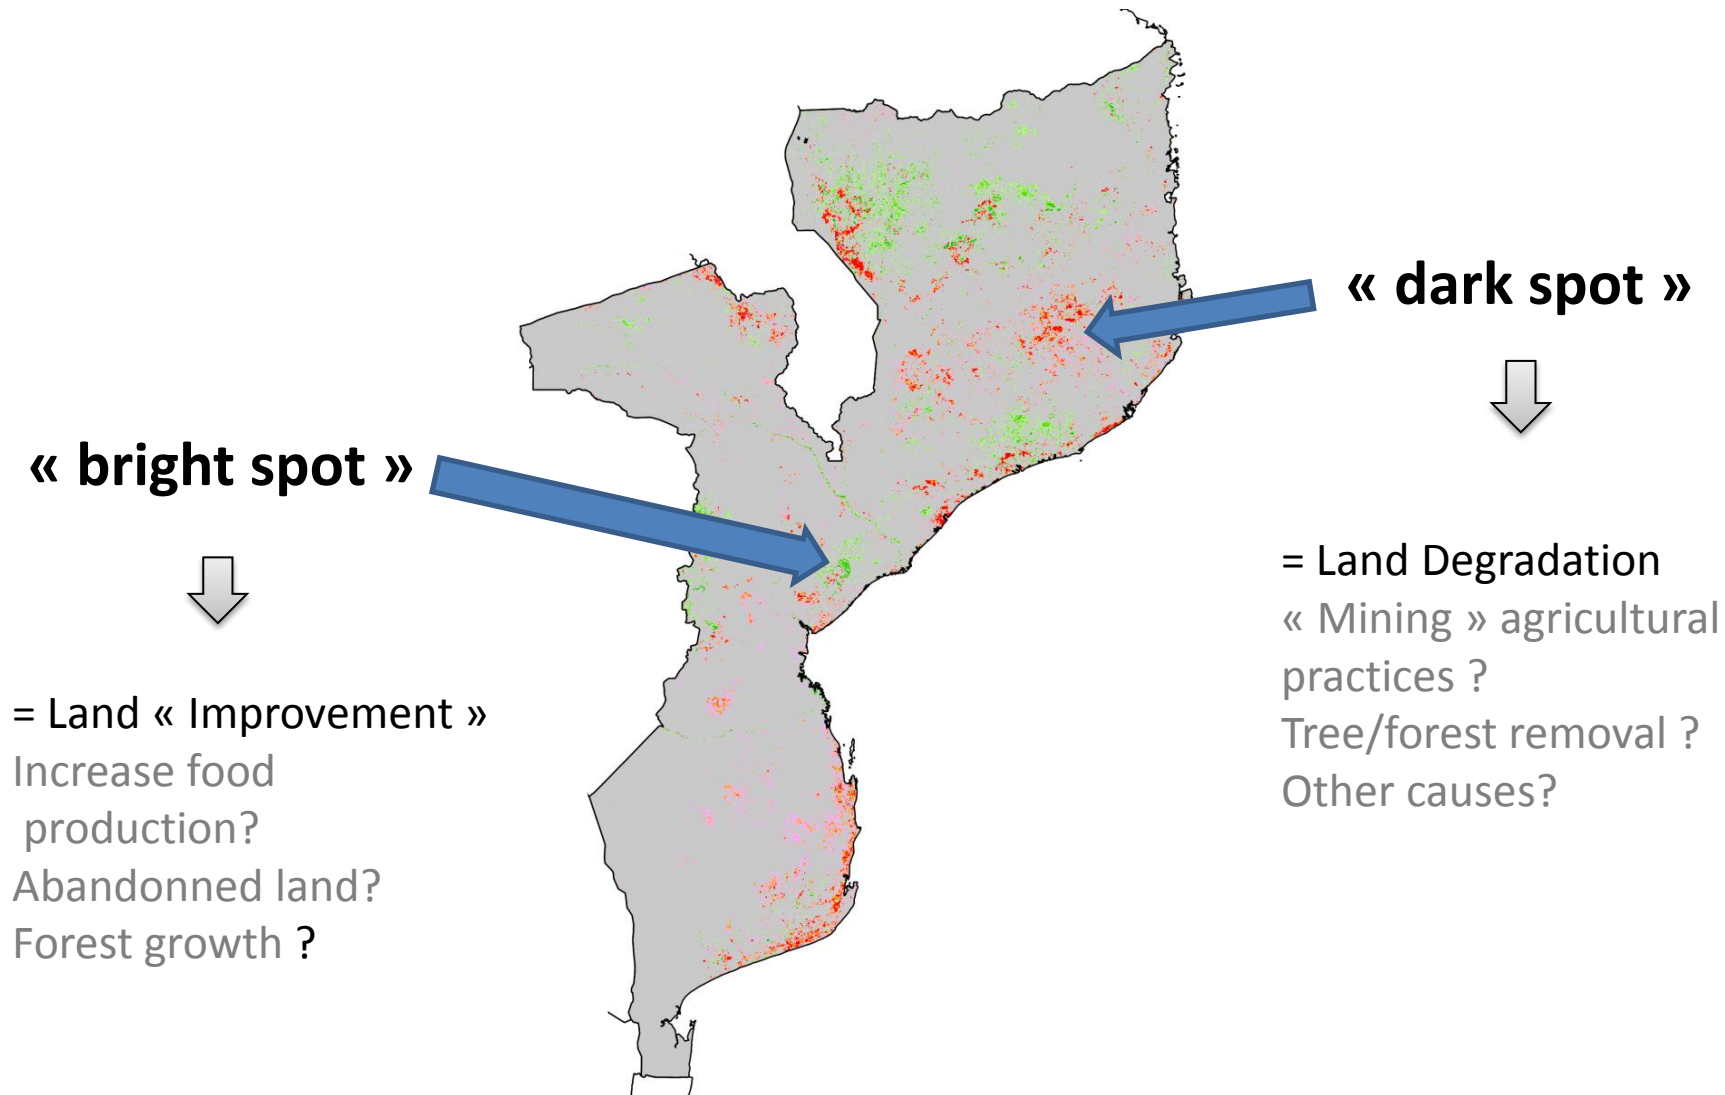 « dark spot »
« bright spot »
= Land Degradation
« Mining » agricultural
practices ?
Tree/forest removal ?
Other causes?
= Land « Improvement »
Increase food
production?
Abandonned land?
Forest growth ?